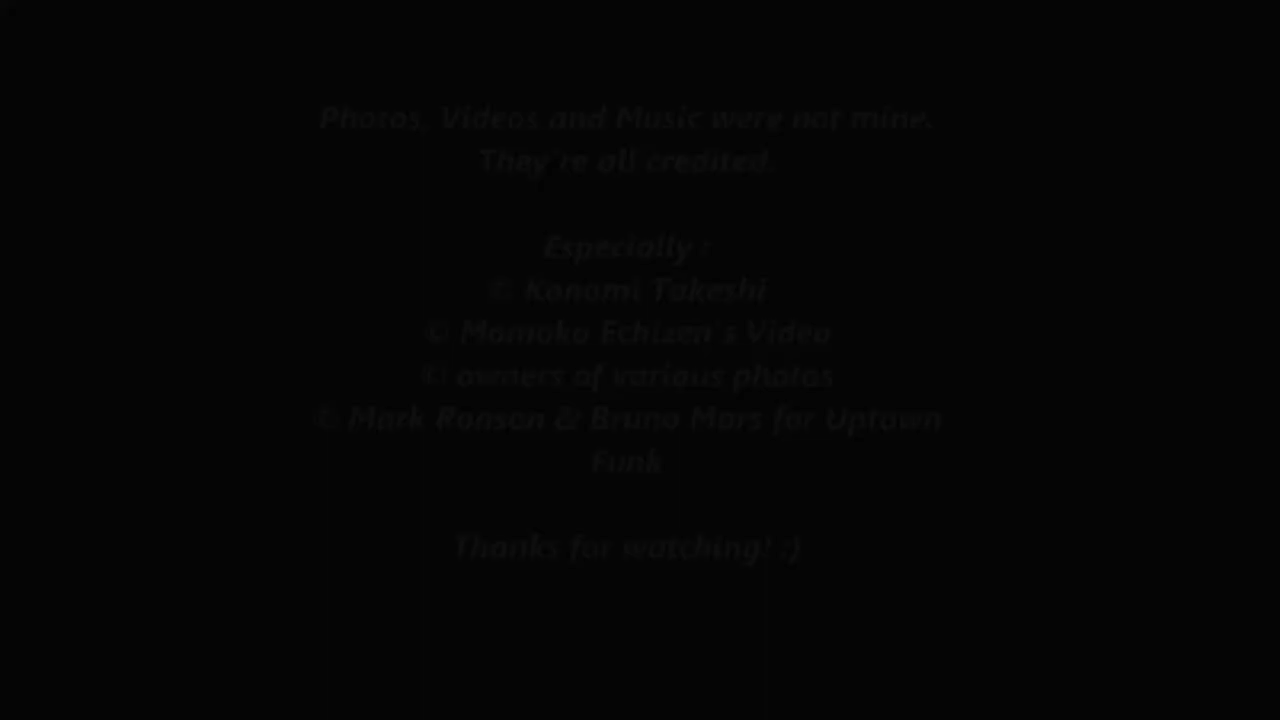 Photos, Videos and Music were not mine.
They're all credited.
Especially :
© Konomi Takeshi
© Momoko Echizen's Video
© owners of various photos
© Mark Ronson & Bruno Mars for Uptown
Funk
Thanks for watching! :)